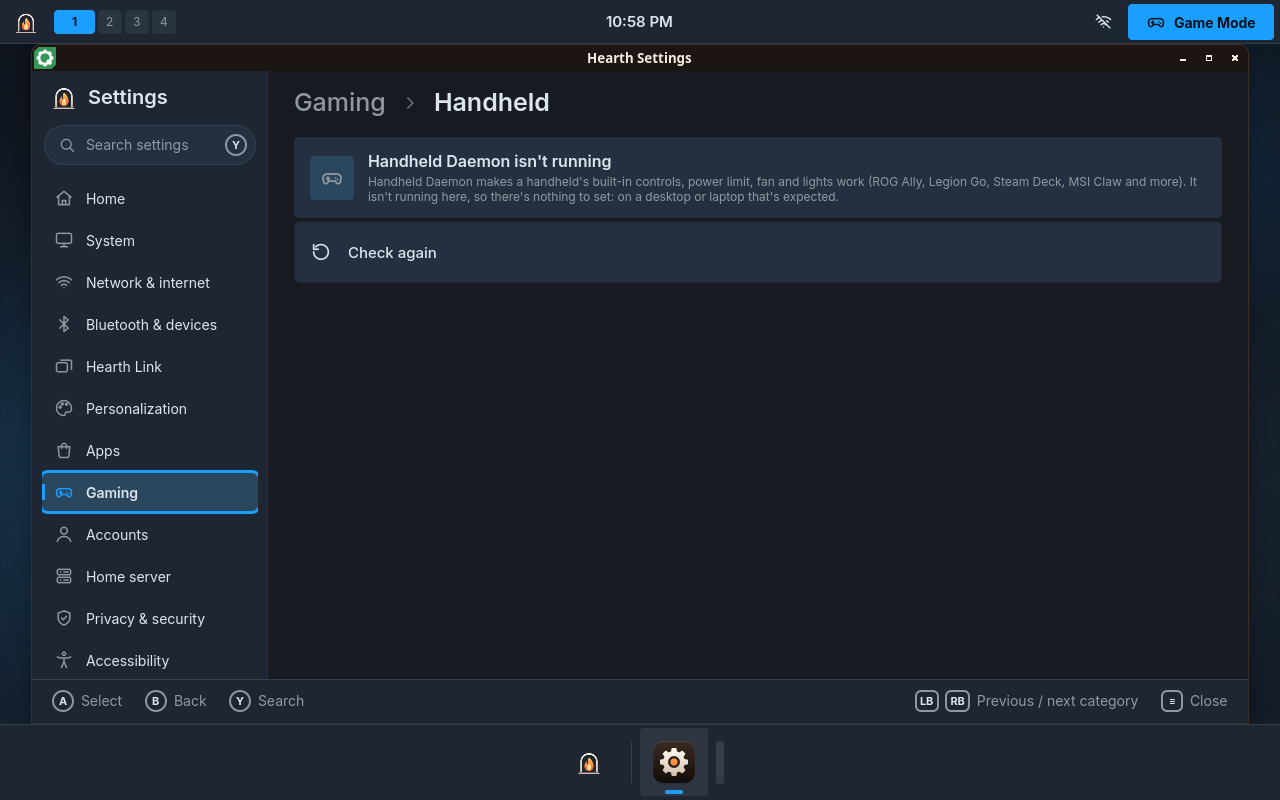 1
2
3
4
10:58 PM
Game Mode
Hearth Settings
Settings
Search settings
Y
Home
System
Network & internet
Bluetooth & devices
Hearth Link
Personalization
Apps
Gaming
Accounts
Home server
Privacy & security
Accessibility
Gaming
Handheld
Handheld Daemon isn't running
Handheld Daemon makes a handheld's built-in controls, power limit, fan and lights work (ROG Ally, Legion Go, Steam Deck, MSI Claw and more). It
isn't running here, so there's nothing to set: on a desktop or laptop that's expected.
Check again
A Select
B Back
Y Search
LB RB Previous / next category
Close